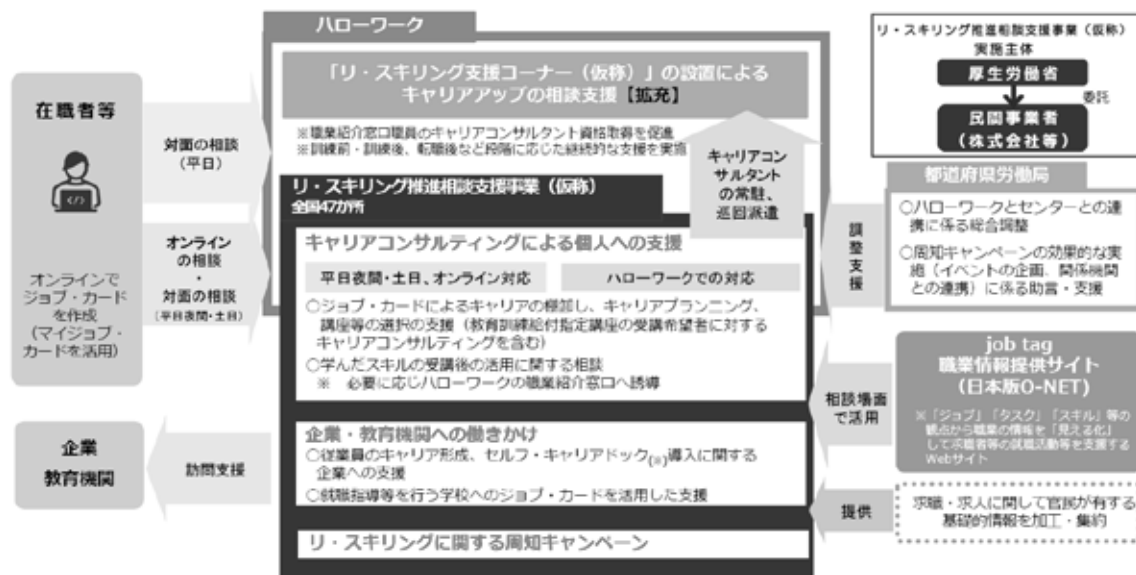 ハローワーク
「リ・スキリング支援コーナー（仮称）」の設置による
キャリアアップの相談支援【拡充】
※職業紹介窓口職員のキャリアコンサルタント資格取得を促進
※訓練前・訓練後、転職後など段階に応じた継続的な支援を実施
キャリアコン
サルタント
の常駐、
巡回派遣
在職者等
オンラインで
ジョブ・カード
を作成
（マイジョブ・
カードを活用）
対面の相談
（平日）
オンライン
の相談
・
対面の相談
（平日夜間・土日）
リ・スキリング推進相談支援事業（仮称）
全国47か所
キャリアコンサルティングによる個人への支援
平日夜間・土日、オンライン対応
ハローワークでの対応
○ジョブ・カードによるキャリアの棚卸し、キャリアプランニング、
講座等の選択の支援（教育訓練給付指定講座の受講希望者に対する
キャリアコンサルティングを含む）
○学んだスキルの受講後の活用に関する相談
※　必要に応じハローワークの職業紹介窓口へ誘導
企業・教育機関への働きかけ
○従業員のキャリア形成、セルフ・キャリアドック(※)導入に関する
企業への支援
○就職指導等を行う学校へのジョブ・カードを活用した支援
リ・スキリングに関する周知キャンペーン
企業
教育機関
訪問支援
リ・スキリング推進相談支援事業（仮称）
実施主体
厚生労働省
委託
民間事業者
（株式会社等）
都道府県労働局
○ハローワークとセンターとの連
携に係る総合調整
○周知キャンペーンの効果的な実
施（イベントの企画、関係機関
との連携）に係る助言・支援
調整支援
job tag
職業情報提供サイト
（日本版O-NET）
※「ジョブ」「タスク」「スキル」等の
観点から職業の情報を「見える化」
して求職者等の就職活動等を支援する
Webサイト
相談場面
で活用
提供
求職・求人に関して官民が有する
基礎的情報を加工・集約